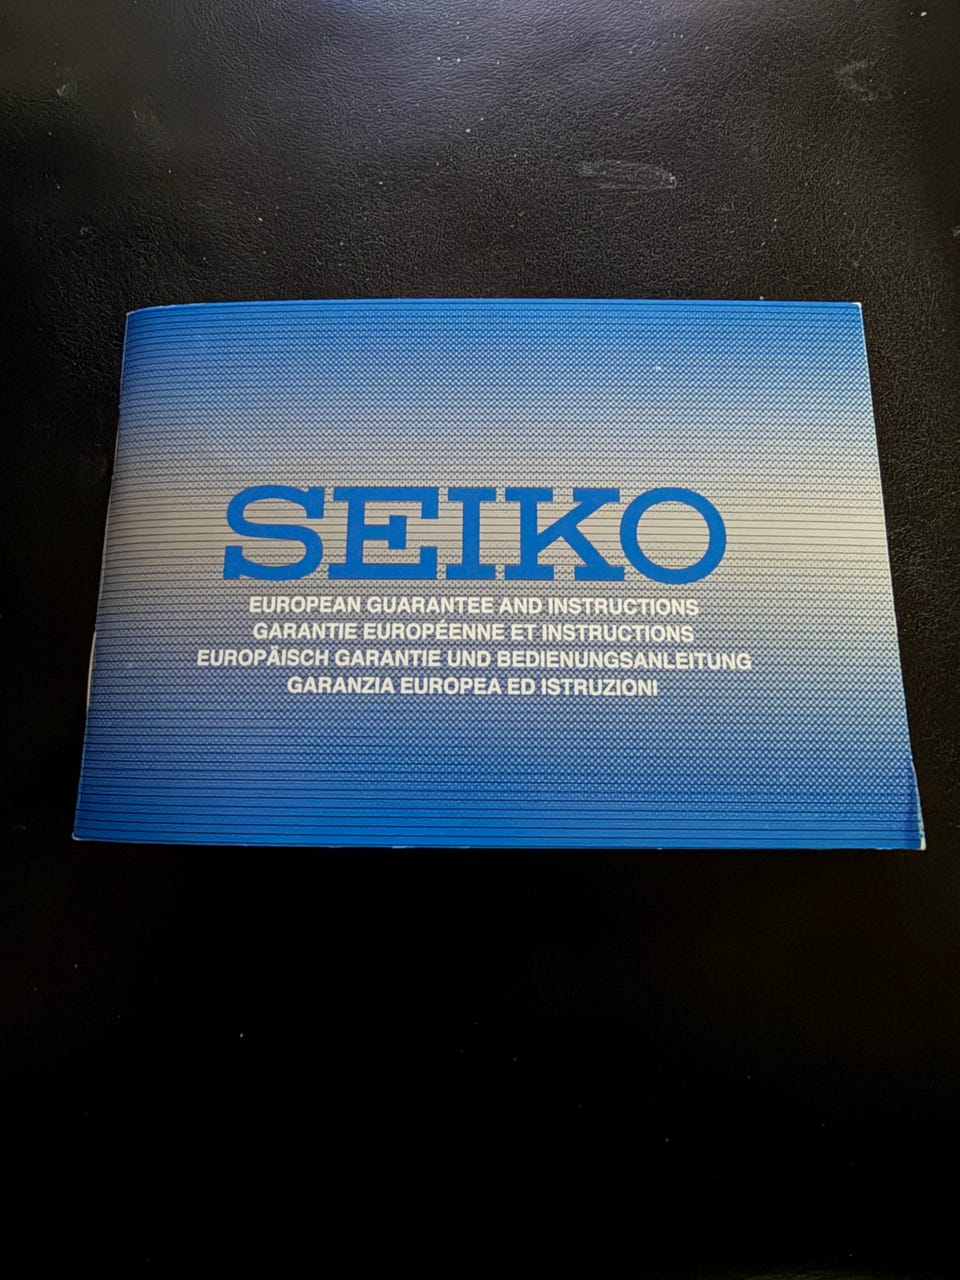 SEIKO
EUROPEAN GUARANTEE AND INSTRUCTIONS
GARANTIE EUROPÉENNE ET INSTRUCTIONS
EUROPÄISCH GARANTIE UND BEDIENUNGSANLEITUNG
GARANZIA EUROPEA ED ISTRUZIONI